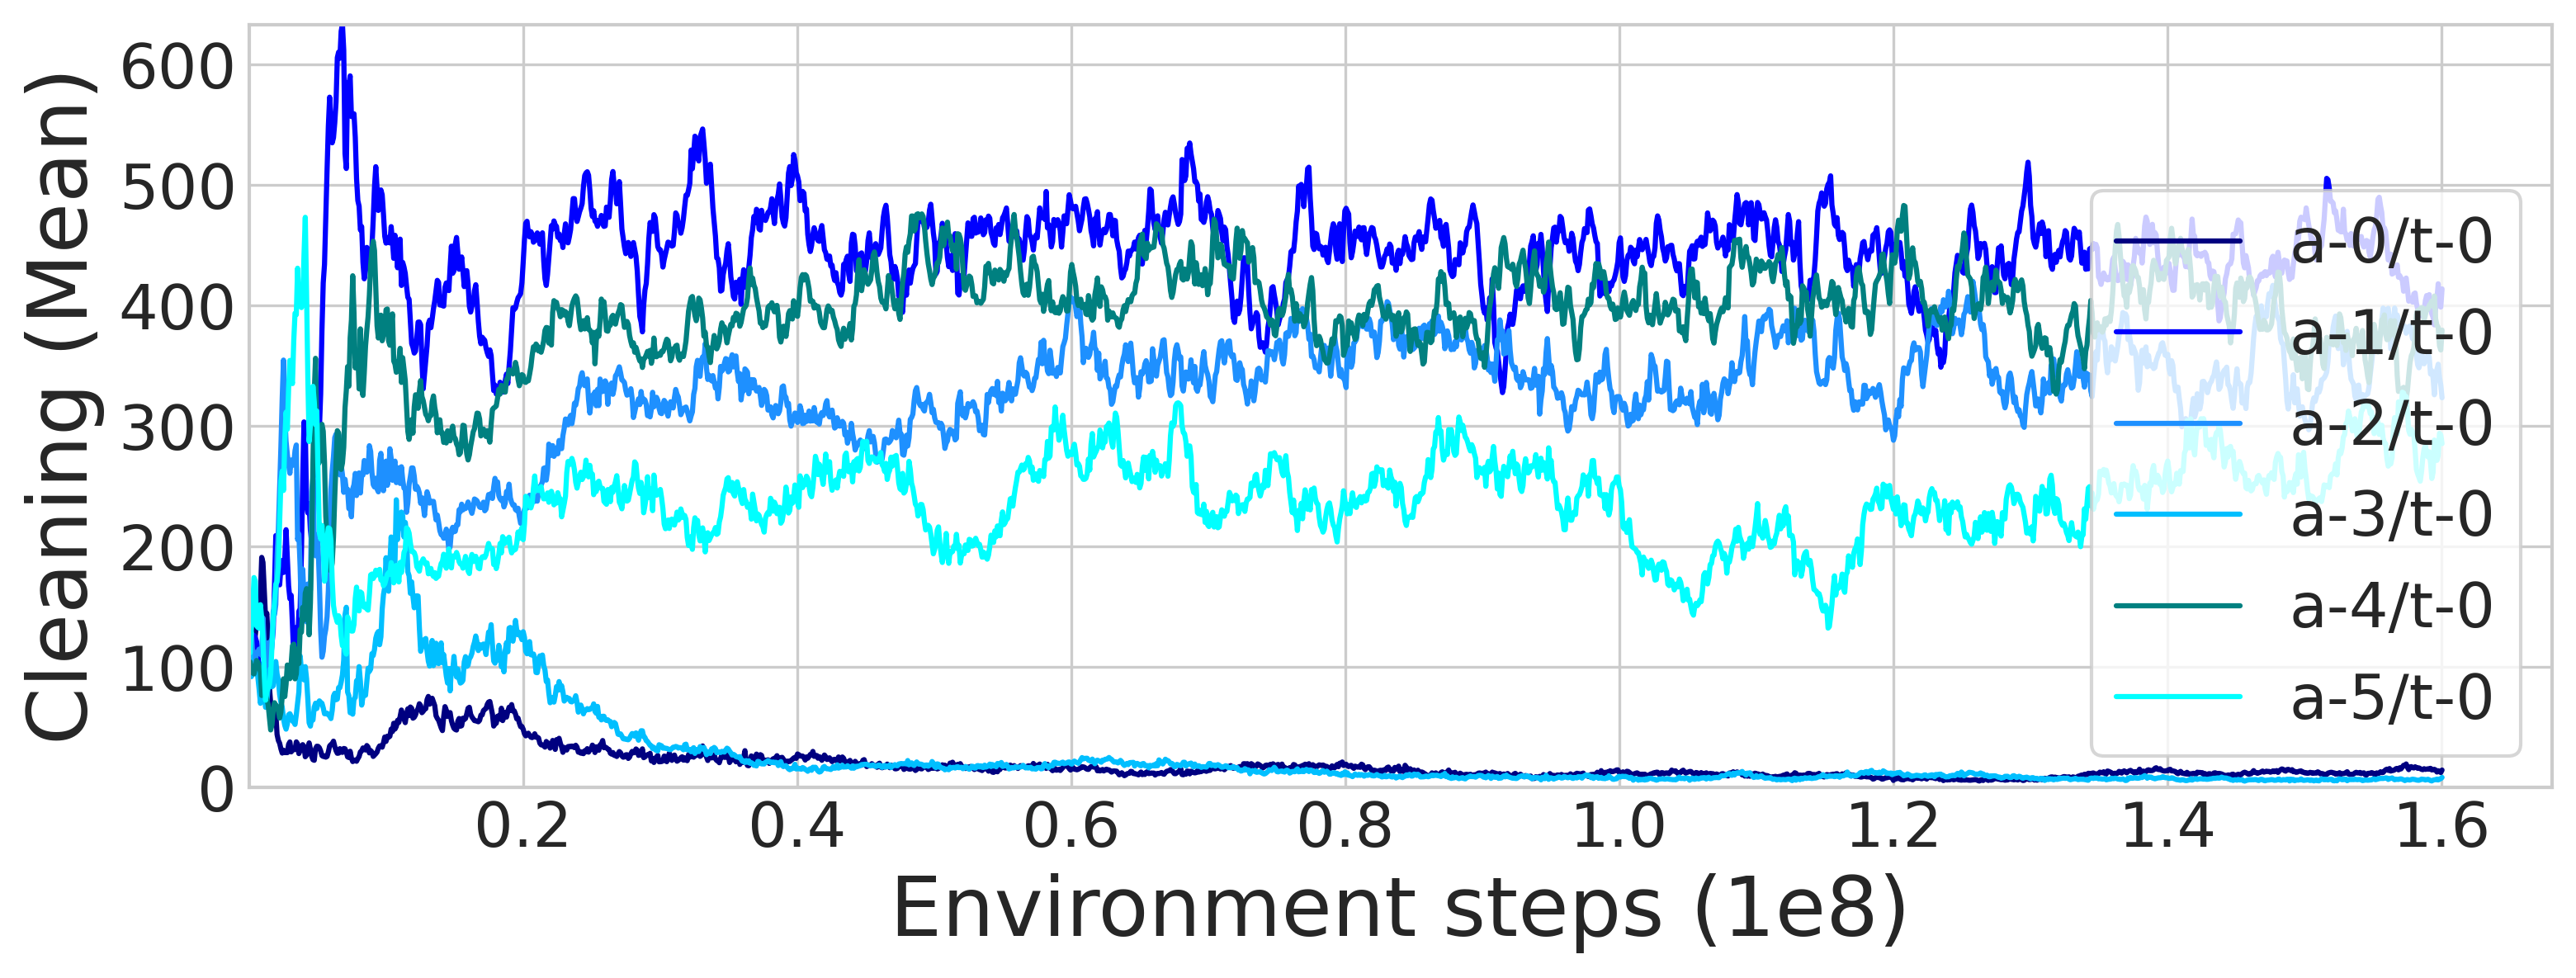 Cleaning (Mean)
600
500
400
300
200
100
0
0.2 0.4 0.6 0.8 1.0 1.2 1.4 1.6
Environment steps (1e8)
a-0/t-0
a-1/t-0
a-2/t-0
a-3/t-0
a-4/t-0
a-5/t-0